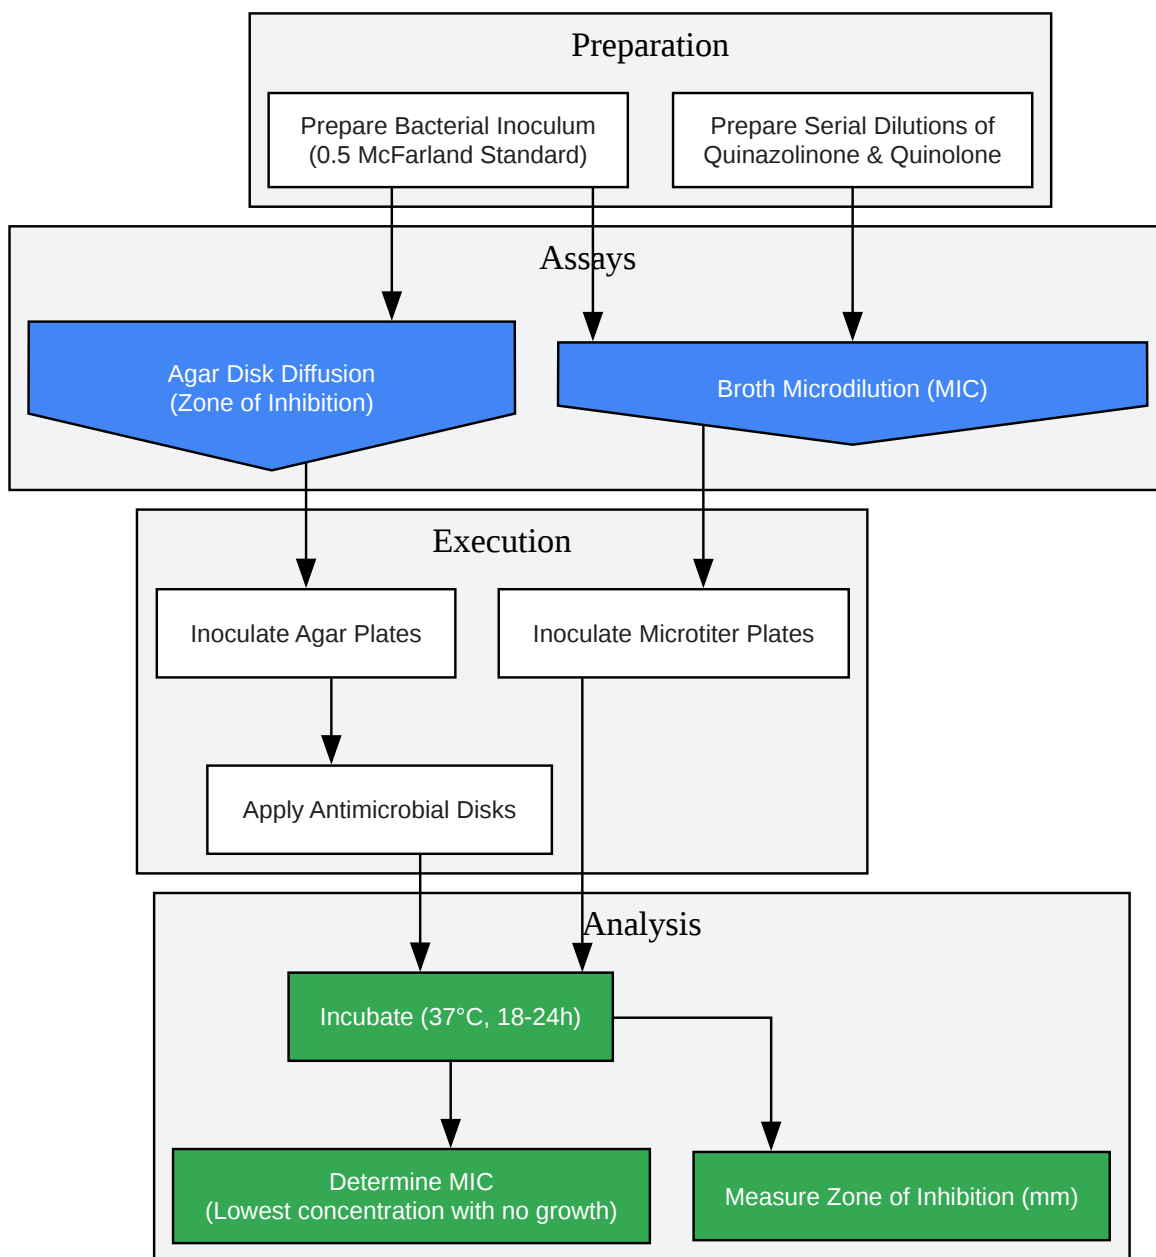 Preparation
Prepare Bacterial Inoculum
(0.5 McFarland Standard)
Prepare Serial Dilutions of
Quinazolinone & Quinolone
Assays
Agar Disk Diffusion
(Zone of Inhibition)
Broth Microdilution (MIC)
Execution
Inoculate Agar Plates
Inoculate Microtiter Plates
Apply Antimicrobial Disks
Analysis
Incubate (37°C, 18-24h)
Determine MIC
(Lowest concentration with no growth)
Measure Zone of Inhibition (mm)